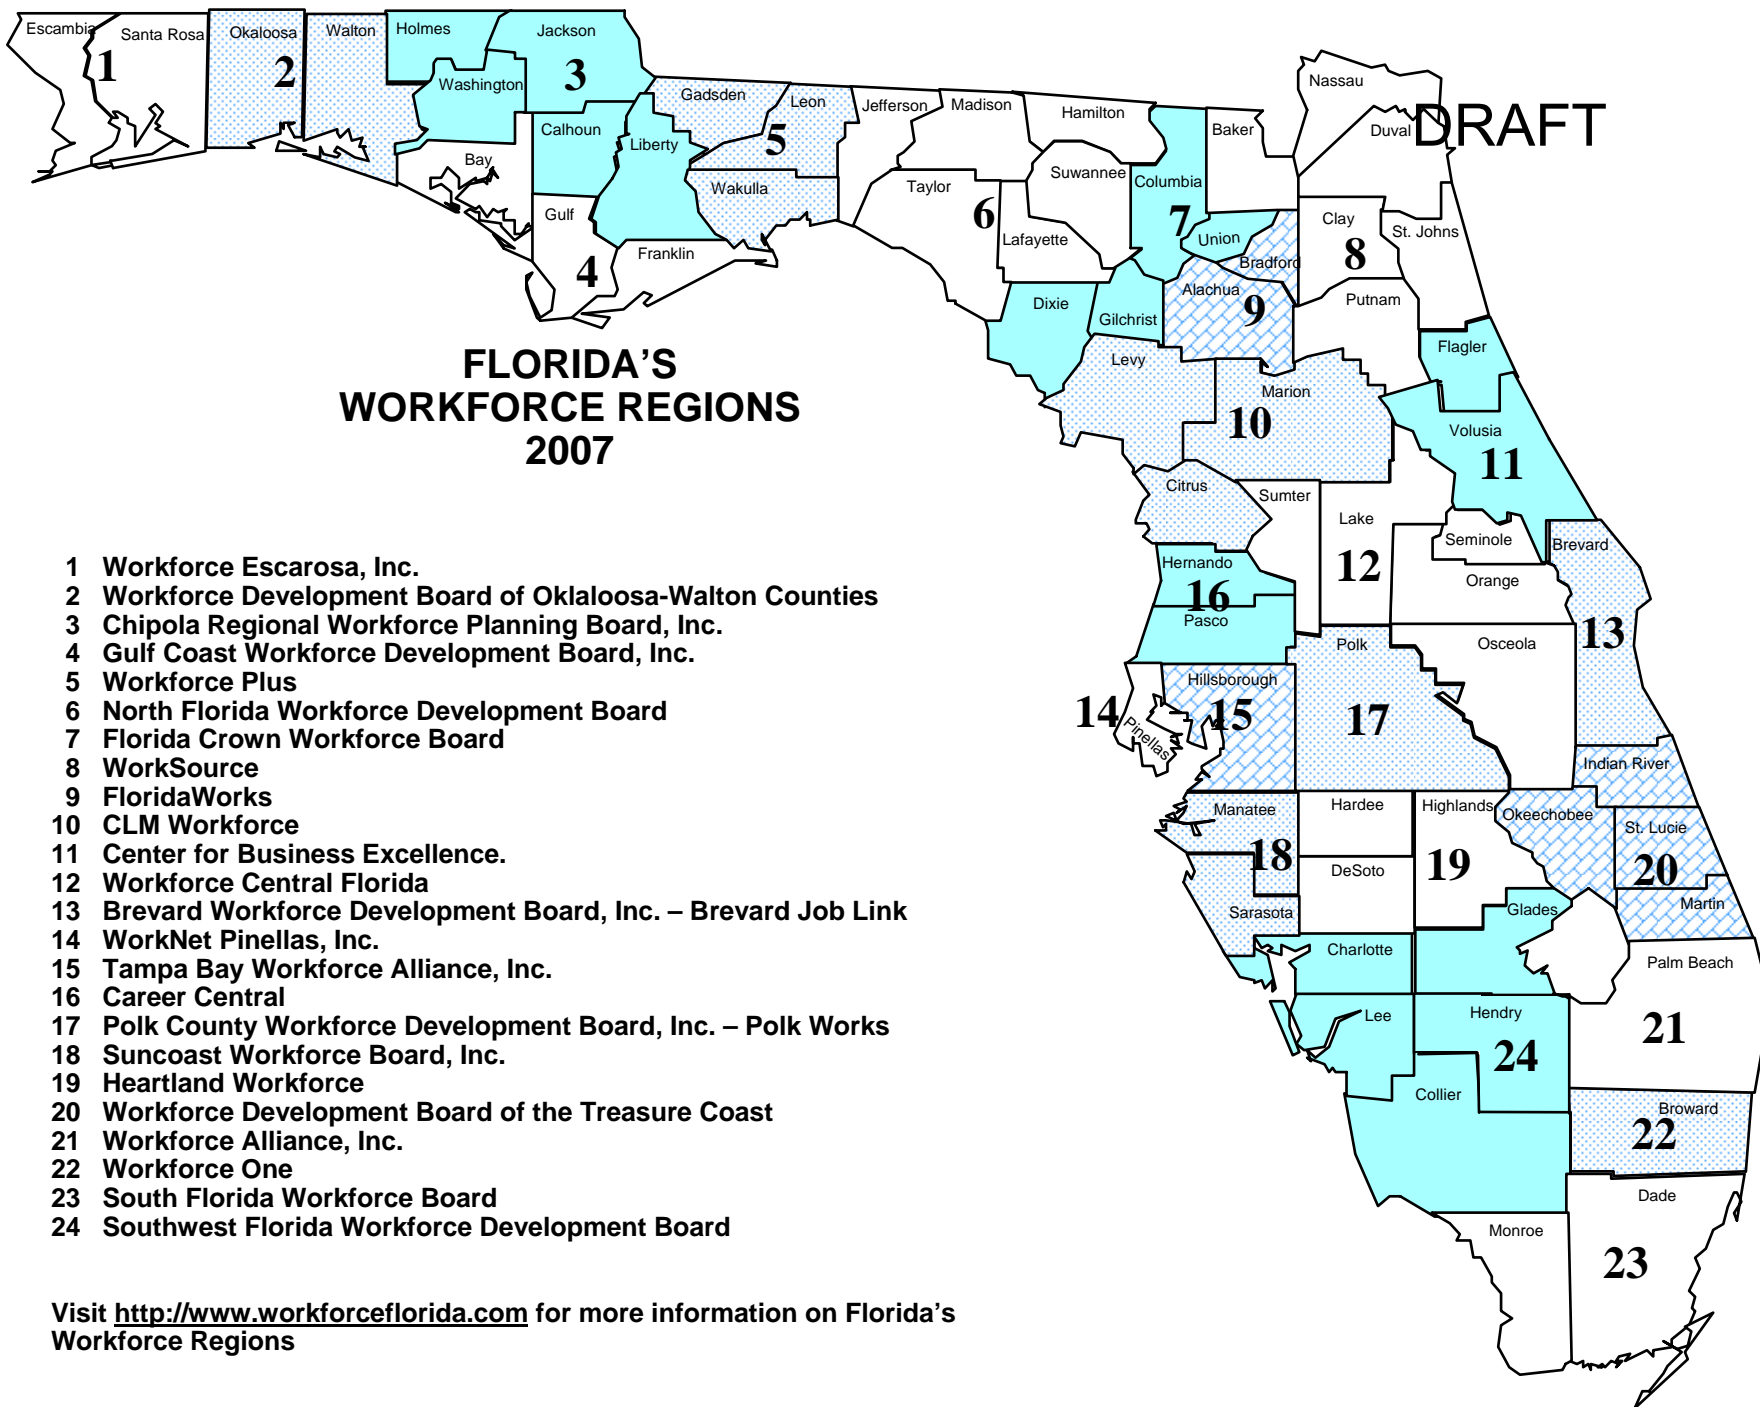 Escambia
Santa Rosa
1
Okaloosa
2
Walton
Holmes
Washington
Jackson
3
Bay
Calhoun
Liberty
Gulf
4
Franklin
Gadsden
Leon
5
Wakulla
Jefferson
Madison
Hamilton
Taylor
6
Suwannee
Lafayette
Columbia
7
Union
Baker
Nassau
Duval
DRAFT
Clay
8
St. Johns
Bradford
Alachua
9
Putnam
Dixie
Gilchrist
Levy
Marion
10
Flagler
Volusia
11
Citrus
Sumter
Lake
12
Seminole
Orange
Osceola
Brevard
13
Hernando
16
Pasco
14
Pinellas
Hillsborough
15
Polk
17
Indian River
Okeechobee
St. Lucie
20
Martin
Manatee
18
Sarasota
Hardee
DeSoto
Highlands
19
Glades
Charlotte
Lee
Hendry
24
Collier
Palm Beach
21
Broward
22
Dade
23
Monroe
FLORIDA'S
WORKFORCE REGIONS
2007
1 Workforce Escarosa, Inc.
2 Workforce Development Board of Oklaloosa-Walton Counties
3 Chipola Regional Workforce Planning Board, Inc.
4 Gulf Coast Workforce Development Board, Inc.
5 Workforce Plus
6 North Florida Workforce Development Board
7 Florida Crown Workforce Board
8 WorkSource
9 FloridaWorks
10 CLM Workforce
11 Center for Business Excellence.
12 Workforce Central Florida
13 Brevard Workforce Development Board, Inc. – Brevard Job Link
14 WorkNet Pinellas, Inc.
15 Tampa Bay Workforce Alliance, Inc.
16 Career Central
17 Polk County Workforce Development Board, Inc. – Polk Works
18 Suncoast Workforce Board, Inc.
19 Heartland Workforce
20 Workforce Development Board of the Treasure Coast
21 Workforce Alliance, Inc.
22 Workforce One
23 South Florida Workforce Board
24 Southwest Florida Workforce Development Board
Visit http://www.workforceflorida.com for more information on Florida's
Workforce Regions